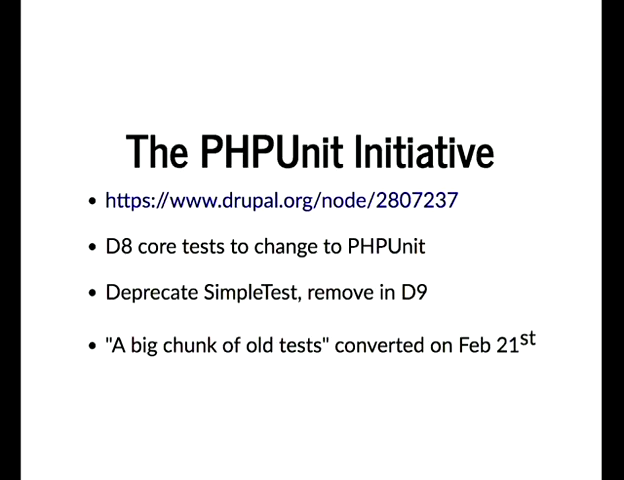 The PHPUnit Initiative
• https://www.drupal.org/node/2807237
• D8 core tests to change to PHPUnit
• Deprecate SimpleTest, remove in D9
• "A big chunk of old tests" converted on Feb 21st